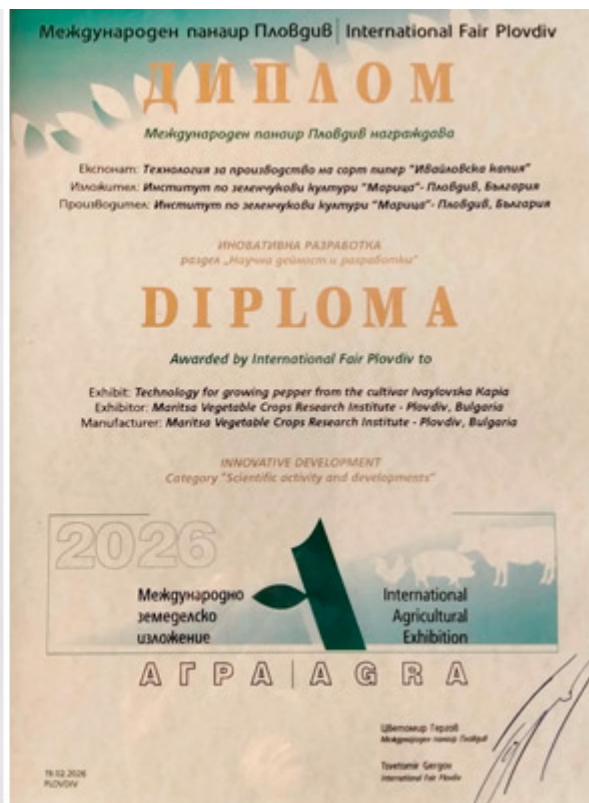 Международен панаир Пловдив | International Fair Plovdiv
ДИПЛОМ
Международен панаир Пловдив награждава
Експонат: Технология за производство на сорт пипер "Ивайловска капия"
Изложител: Институт по зеленчукови култури "Марица"- Пловдив, България
Производител: Институт по зеленчукови култури "Марица"- Пловдив, България
ИНОВАТИВНА РАЗРАБОТКА
раздел „Научна дейност и разработки"
DIPLOMA
Awarded by International Fair Plovdiv to
Exhibit: Technology for growing pepper from the cultivar Ivaylovska Kapia
Exhibitor: Maritsa Vegetable Crops Research Institute - Plovdiv, Bulgaria
Manufacturer: Maritsa Vegetable Crops Research Institute - Plovdiv, Bulgaria
INNOVATIVE DEVELOPMENT
Category "Scientific activity and developments"
2026
Международно земеделско изложение
International Agricultural Exhibition
АГРА | AGRA
Цветомир Гергов
Международен панаир Пловдив
Tsvetomir Gergov
International Fair Plovdiv
19.02.2026
PLOVDIV